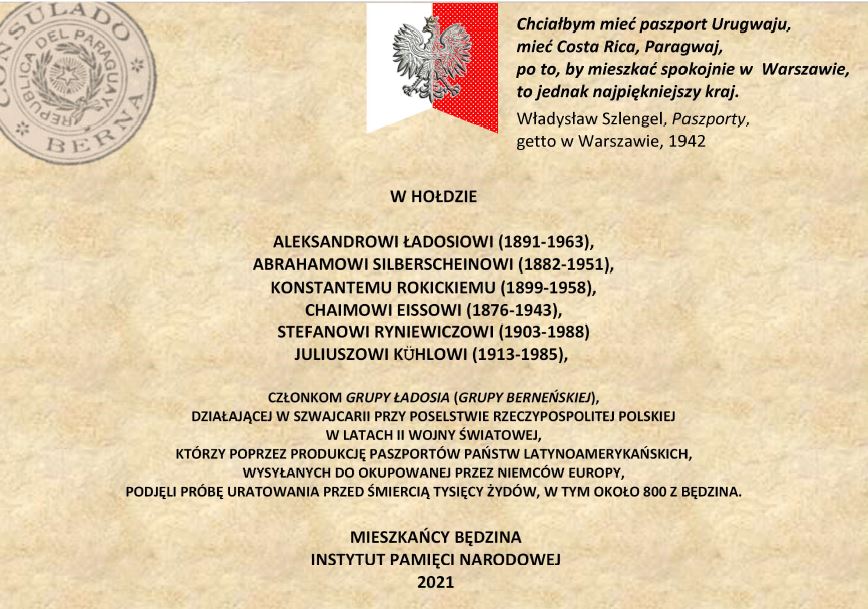 CONSULADO
DEL PARAGUAY
REPÚBLICA
BERNA
Chciałbym mieć paszport Urugwaju,
mieć Costa Rica, Paragwaj,
po to, by mieszkać spokojnie w Warszawie,
to jednak najpiękniejszy kraj.
Władysław Szlengel, Paszporty,
getto w Warszawie, 1942
W HOŁDZIE
ALEKSANDROWI ŁADOSIOWI (1891-1963),
ABRAHAMOWI SILBERSCHEINOWI (1882-1951),
KONSTANTEMU ROKICKIEMU (1899-1958),
CHAIMOWI EISSOWI (1876-1943),
STEFANOWI RYNIEWICZOWI (1903-1988)
JULIUSZOWI KÜHLOWI (1913-1985),
CZŁONKOM GRUPY ŁADOSIA (GRUPY BERNEŃSKIEJ),
DZIAŁAJĄCEJ W SZWAJCARII PRZY POSELSTWIE RZECZYPOSPOLITEJ POLSKIEJ
W LATACH II WOJNY ŚWIATOWEJ,
KTÓRZY POPRZEZ PRODUKCJĘ PASZPORTÓW PAŃSTW LATYNOAMERYKAŃSKICH,
WYSYŁANYCH DO OKUPOWANEJ PRZEZ NIEMCÓW EUROPY,
PODJĘLI PRÓBĘ URATOWANIA PRZED ŚMIERCIĄ TYSIĘCY ŻYDÓW, W TYM OKOŁO 800 Z BĘDZINA.
MIESZKAŃCY BĘDZINA
INSTYTUT PAMIĘCI NARODOWEJ
2021